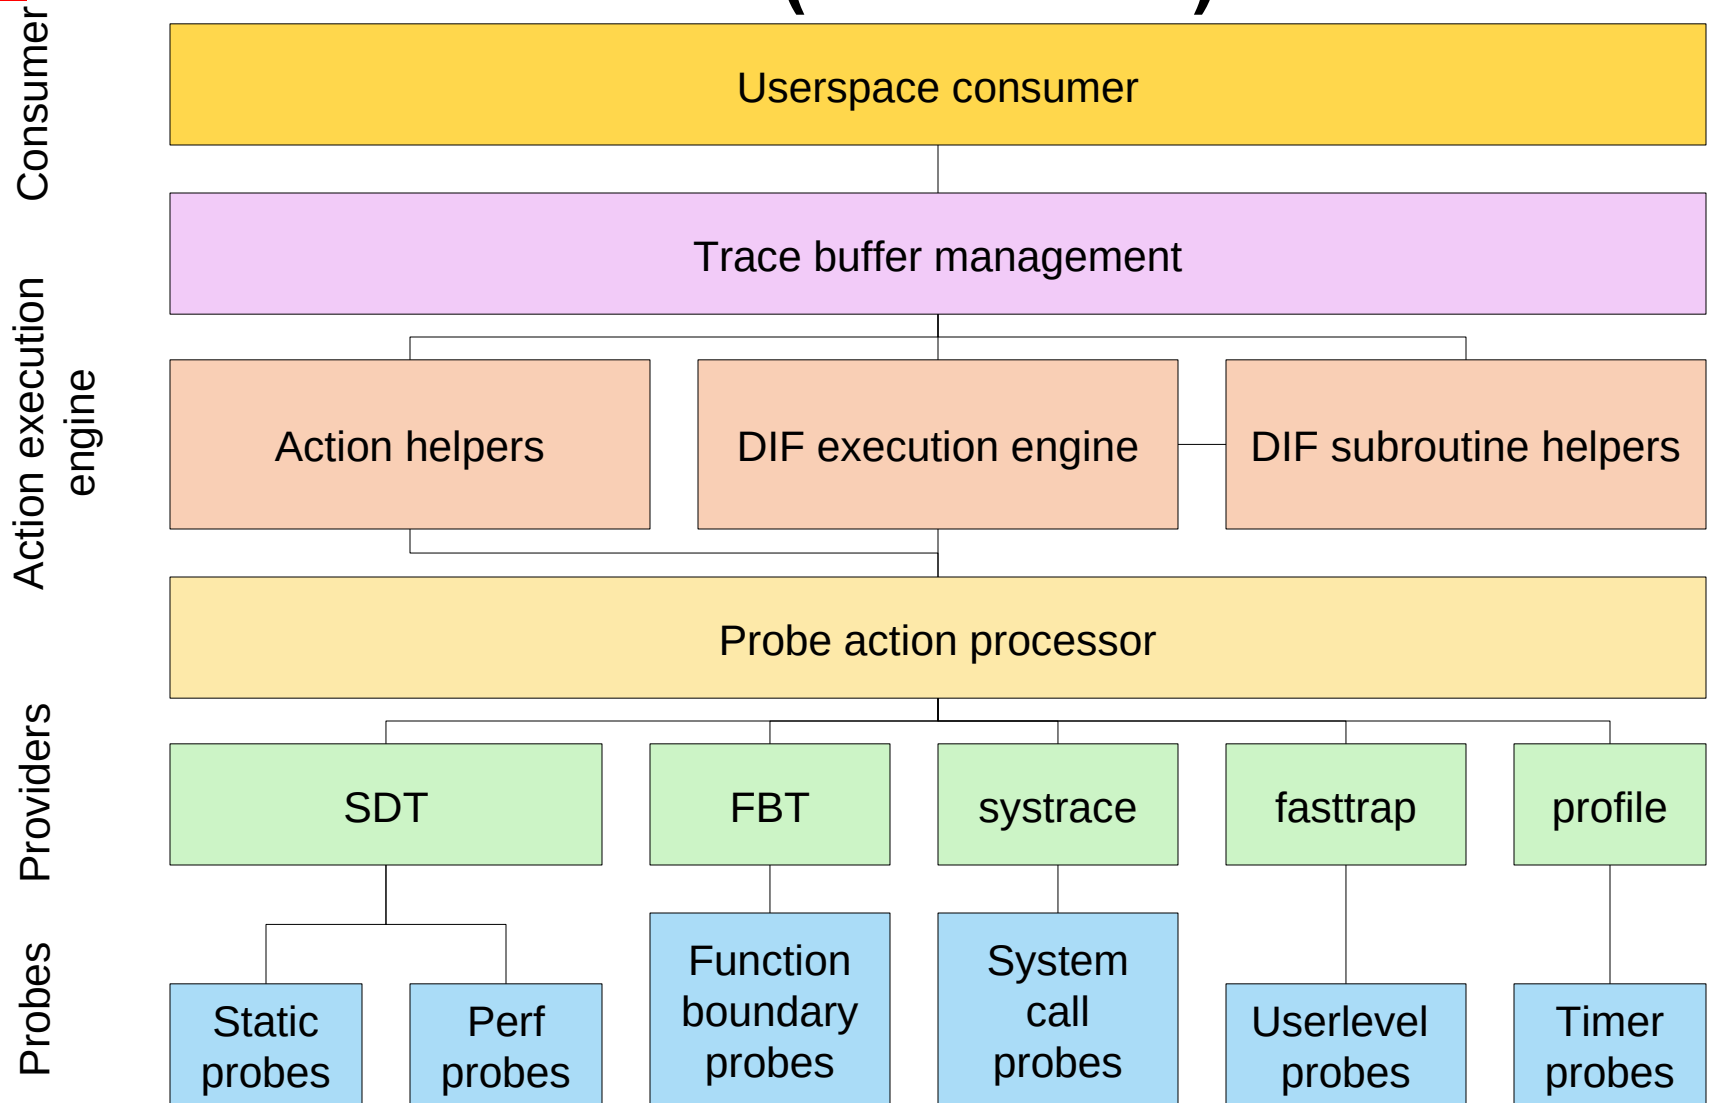 Consumer
Userspace consumer
Trace buffer management
Action execution
engine
Action helpers
DIF execution engine
DIF subroutine helpers
Probe action processor
Providers
SDT
FBT
systrace
fasttrap
profile
Probes
Static
probes
Perf
probes
Function
boundary
probes
System
call
probes
Userlevel
probes
Timer
probes